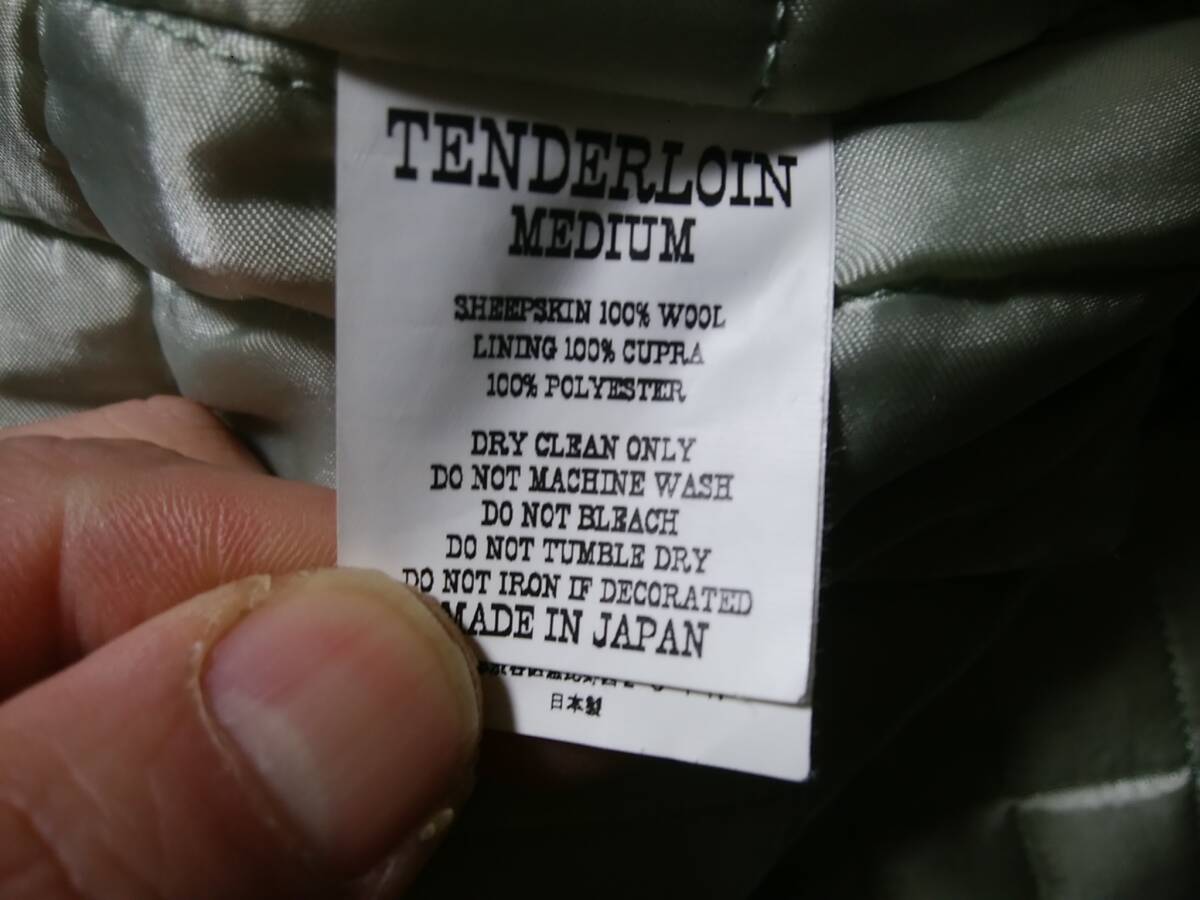 TENDERLOIN
MEDIUM
SHEEPSKIN 100% WOOL
LINING 100% CUPRA
100% POLYESTER
DRY CLEAN ONLY
DO NOT MACHINE WASH
DO NOT BLEACH
DO NOT TUMBLE DRY
DO NOT IRON IF DECORATED
MADE IN JAPAN
日本製